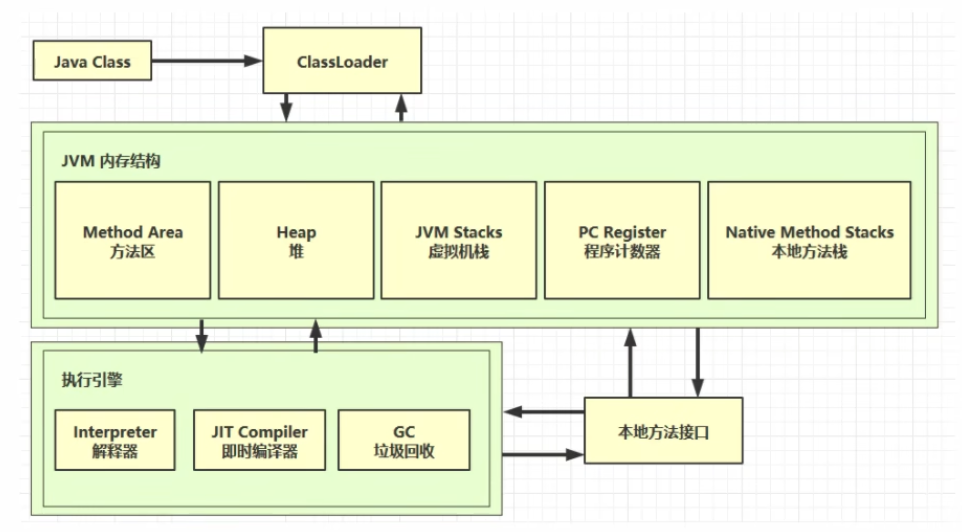 Java Class
ClassLoader
JVM 内存结构
Method Area
方法区
Heap
堆
JVM Stacks
虚拟机栈
PC Register
程序计数器
Native Method Stacks
本地方法栈
执行引擎
Interpreter
解释器
JIT Compiler
即时编译器
GC
垃圾回收
本地方法接口